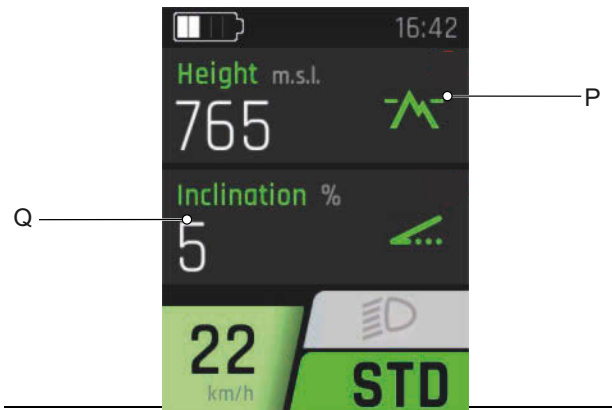 16:42
Height m.s.l.
765
P
Inclination %
Q
5
22
km/h
STD